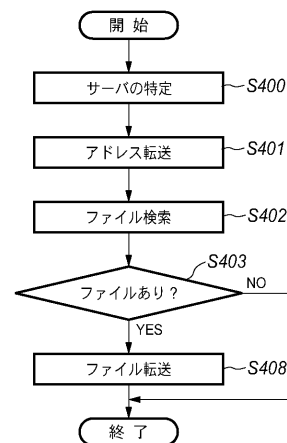 開 始
サーバの特定 S400
アドレス転送 S401
ファイル検索 S402
S403
ファイルあり？ NO
YES
ファイル転送 S408
終 了